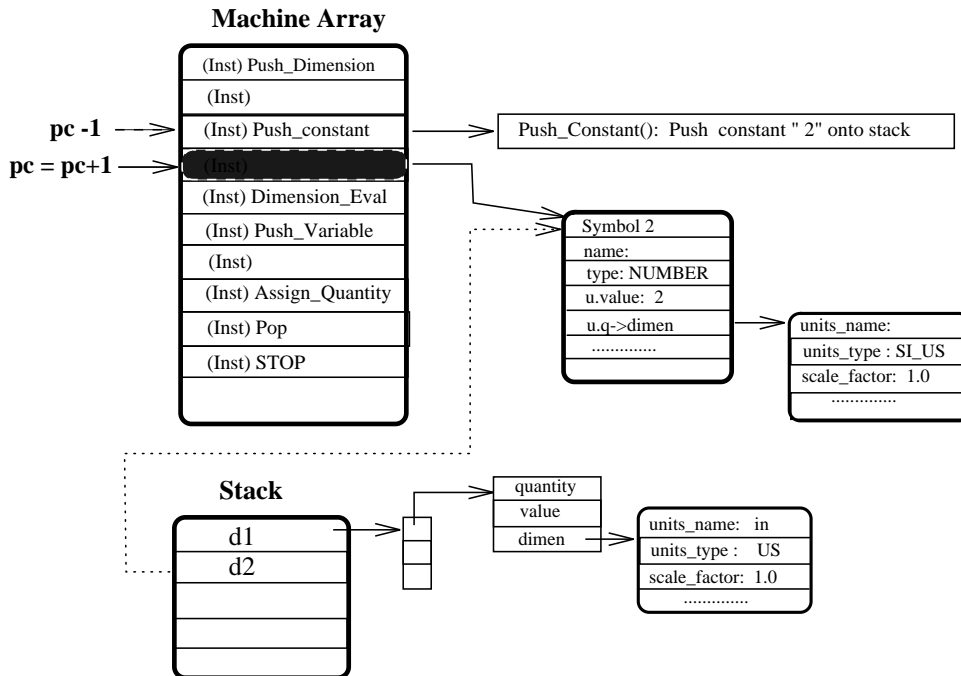 Machine Array
(Inst) Push_Dimension
(Inst)
pc -1
(Inst) Push_constant
Push_Constant(): Push constant " 2" onto stack
pc = pc+1
(Inst)
(Inst) Dimension_Eval
(Inst) Push_Variable
(Inst)
(Inst) Assign_Quantity
(Inst) Pop
(Inst) STOP
Symbol 2
name:
type: NUMBER
u.value: 2
u.q->dimen
..............
units_name:
units_type : SI_US
scale_factor: 1.0
..............
Stack
d1
d2
quantity
value
dimen
units_name: in
units_type : US
scale_factor: 1.0
..............